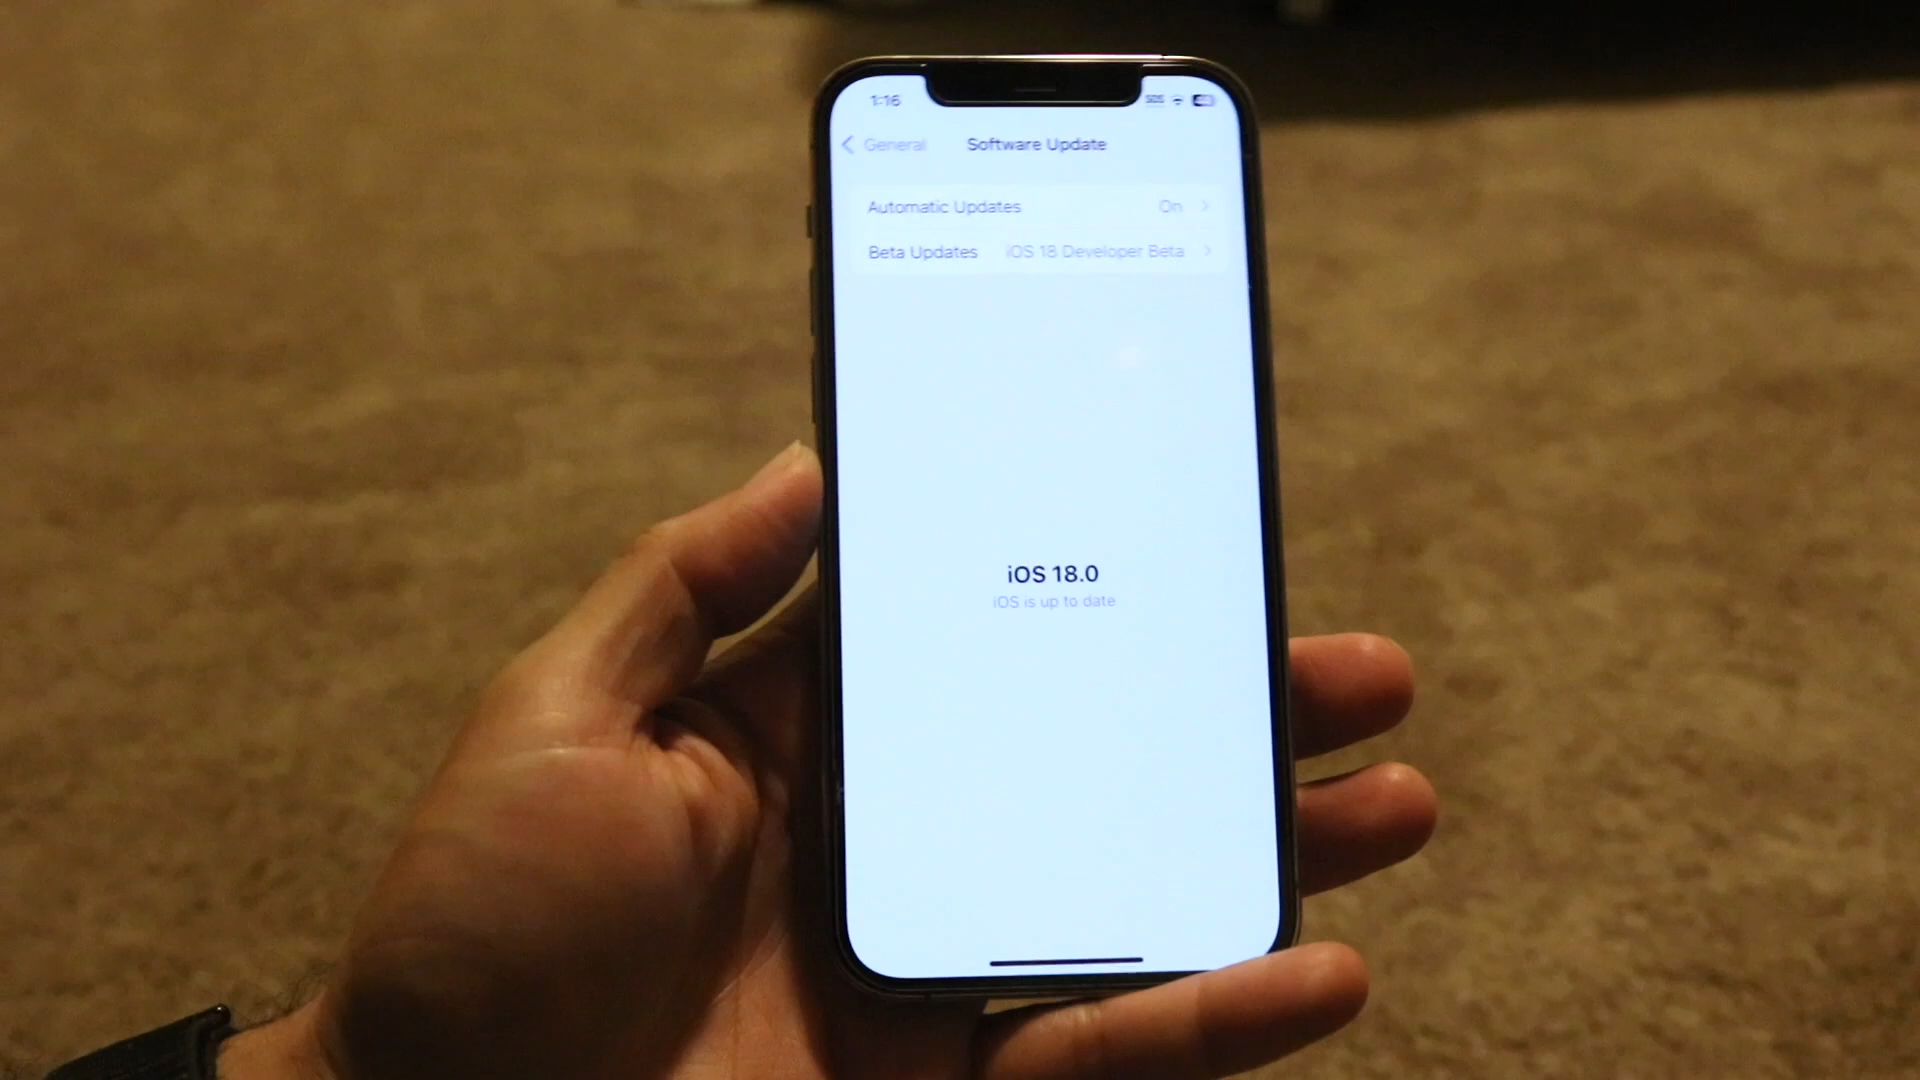 1:16 SOS
General Software Update
Automatic Updates On
Beta Updates iOS 18 Developer Beta
iOS 18.0
iOS is up to date